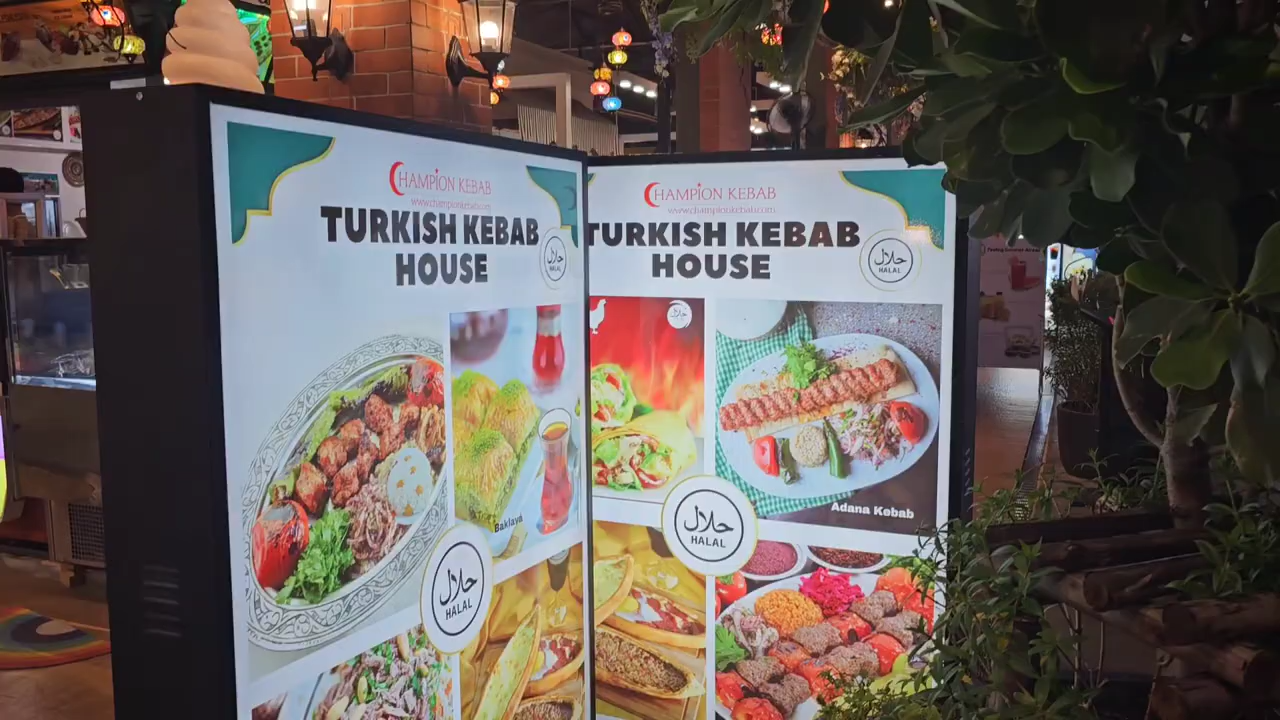 CHAMPION KEBAB
www.championkebab.com
TURKISH KEBAB
HOUSE
حلال
HALAL
Baklava
حلال
HALAL
CHAMPION KEBAB
www.championkebab.com
TURKISH KEBAB
HOUSE
حلال
HALAL
حلال
Adana Kebab
حلال
HALAL